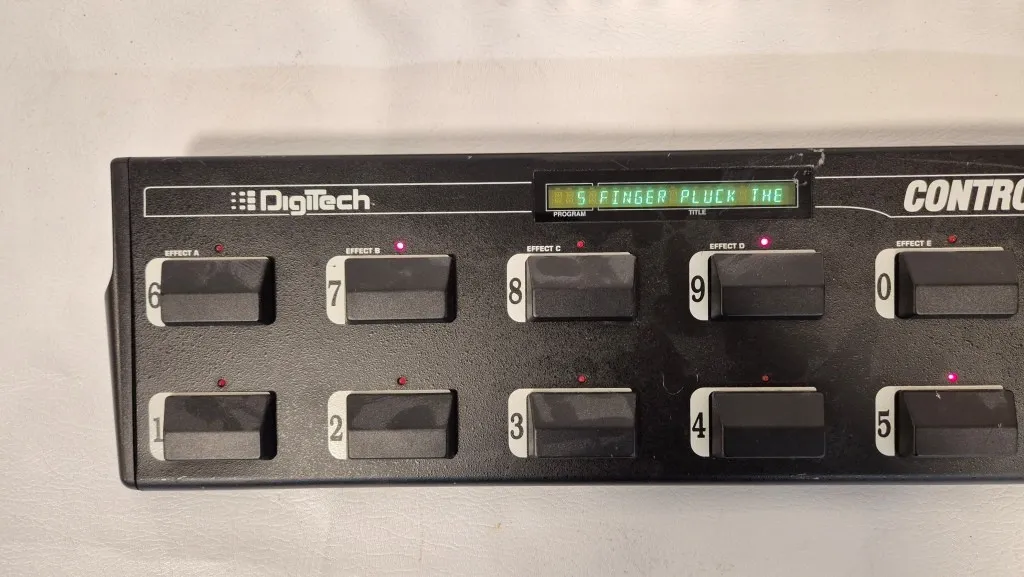 DigiTech
5 FINGER PLUCK THE
PROGRAM TITLE
CONTRO
EFFECT A EFFECT B EFFECT C EFFECT D EFFECT E
6 7 8 9 0
1 2 3 4 5